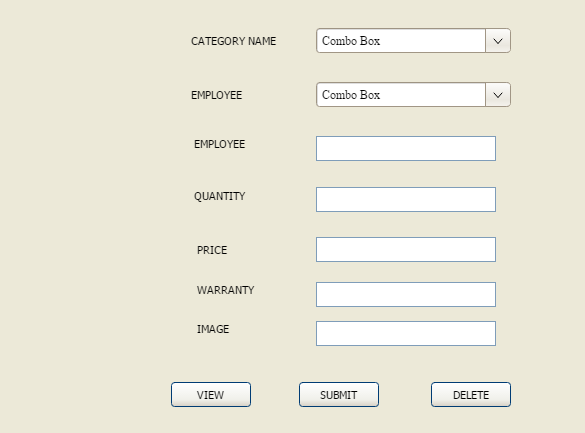 CATEGORY NAME Combo Box
EMPLOYEE Combo Box
EMPLOYEE
QUANTITY
PRICE
WARRANTY
IMAGE
VIEW SUBMIT DELETE